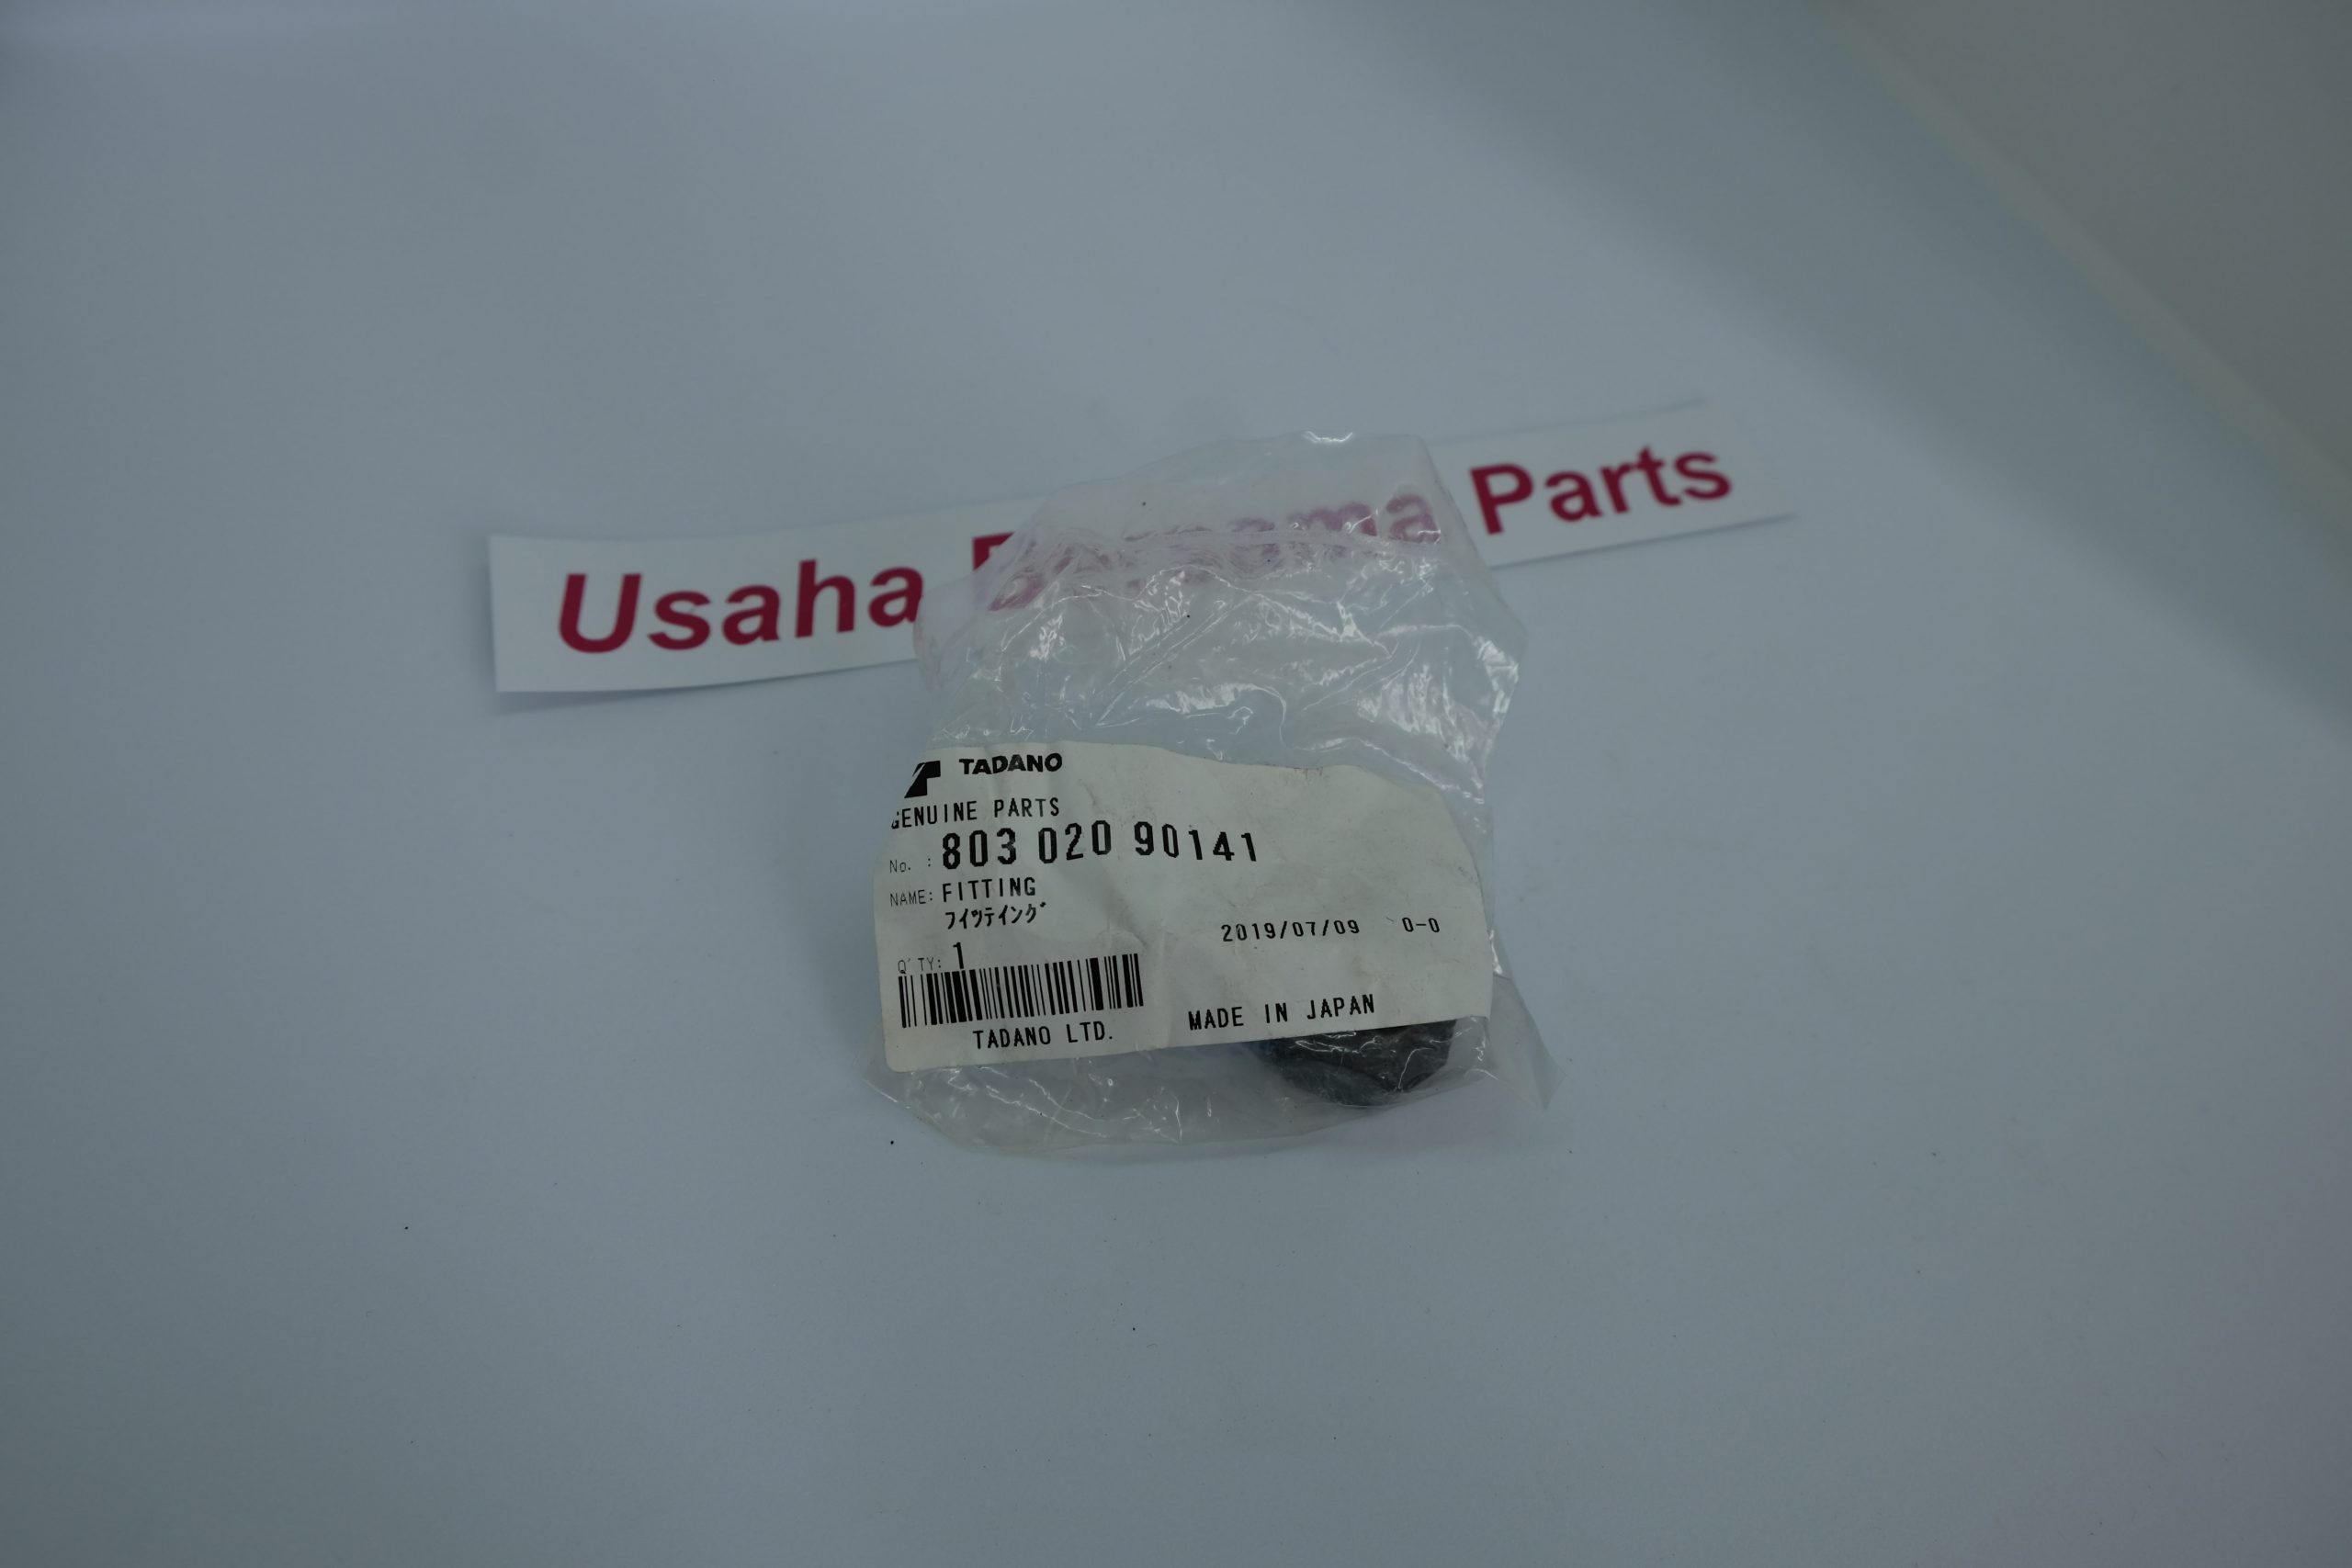 Usaha Bersama Parts
TADANO
GENUINE PARTS
No. : 803 020 90141
NAME: FITTING
フイツテイング
2019/07/09 0-0
Q'TY: 1
MADE IN JAPAN
TADANO LTD.